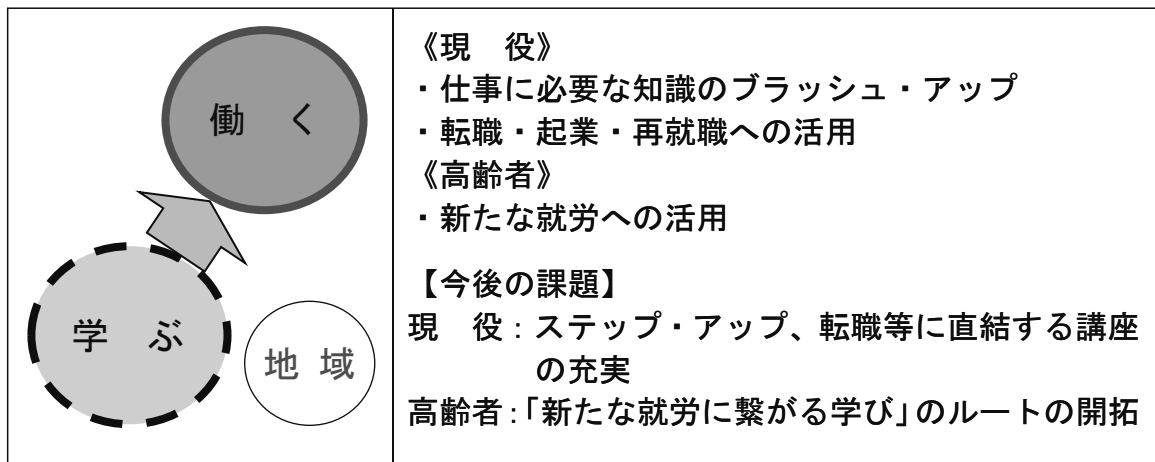 働　く
学　ぶ
地 域
《現　役》
・仕事に必要な知識のブラッシュ・アップ
・転職・起業・再就職への活用
《高齢者》
・新たな就労への活用
【今後の課題】
現　役：ステップ・アップ、転職等に直結する講座
の充実
高齢者：「新たな就労に繋がる学び」のルートの開拓